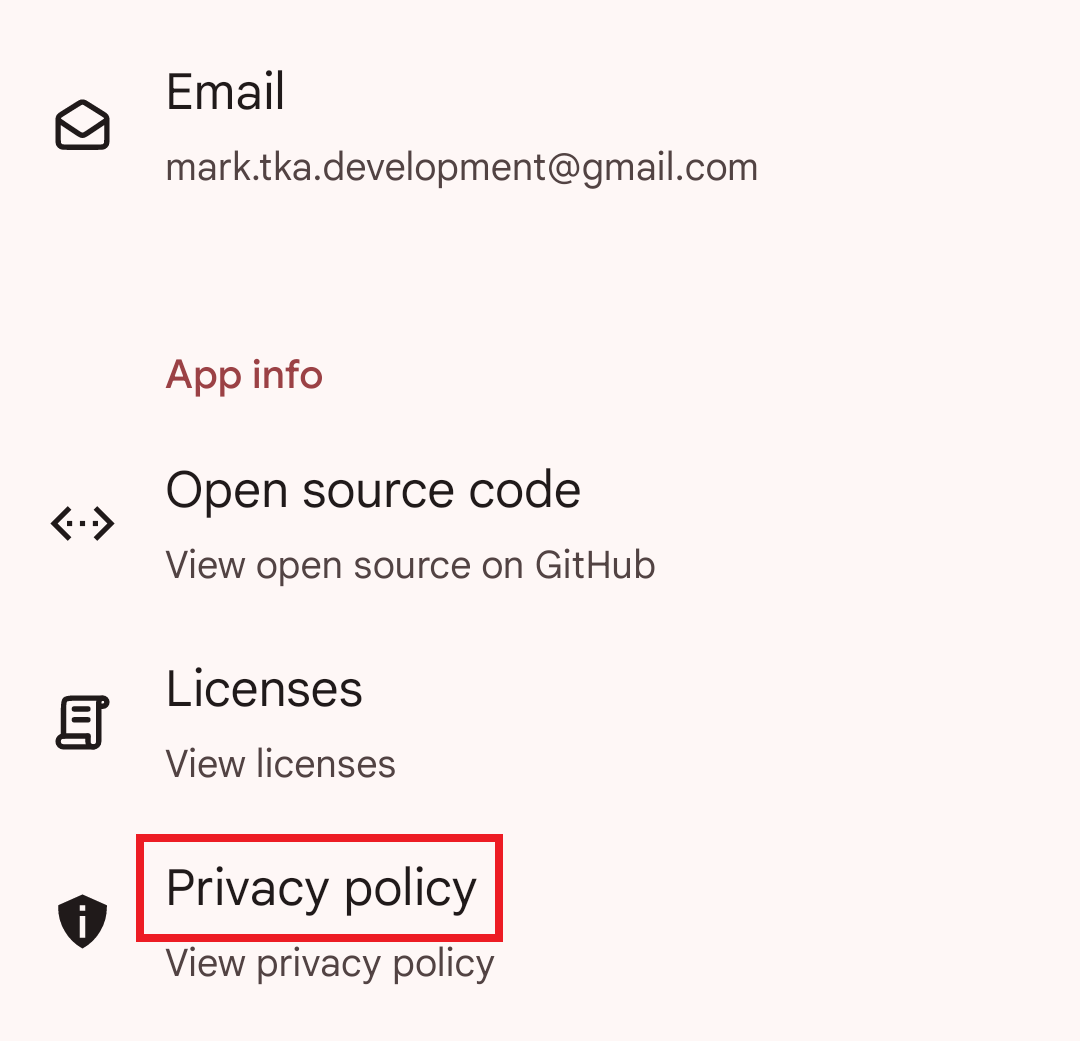 Email
mark.tka.development@gmail.com
App info
Open source code
View open source on GitHub
Licenses
View licenses
Privacy policy
View privacy policy